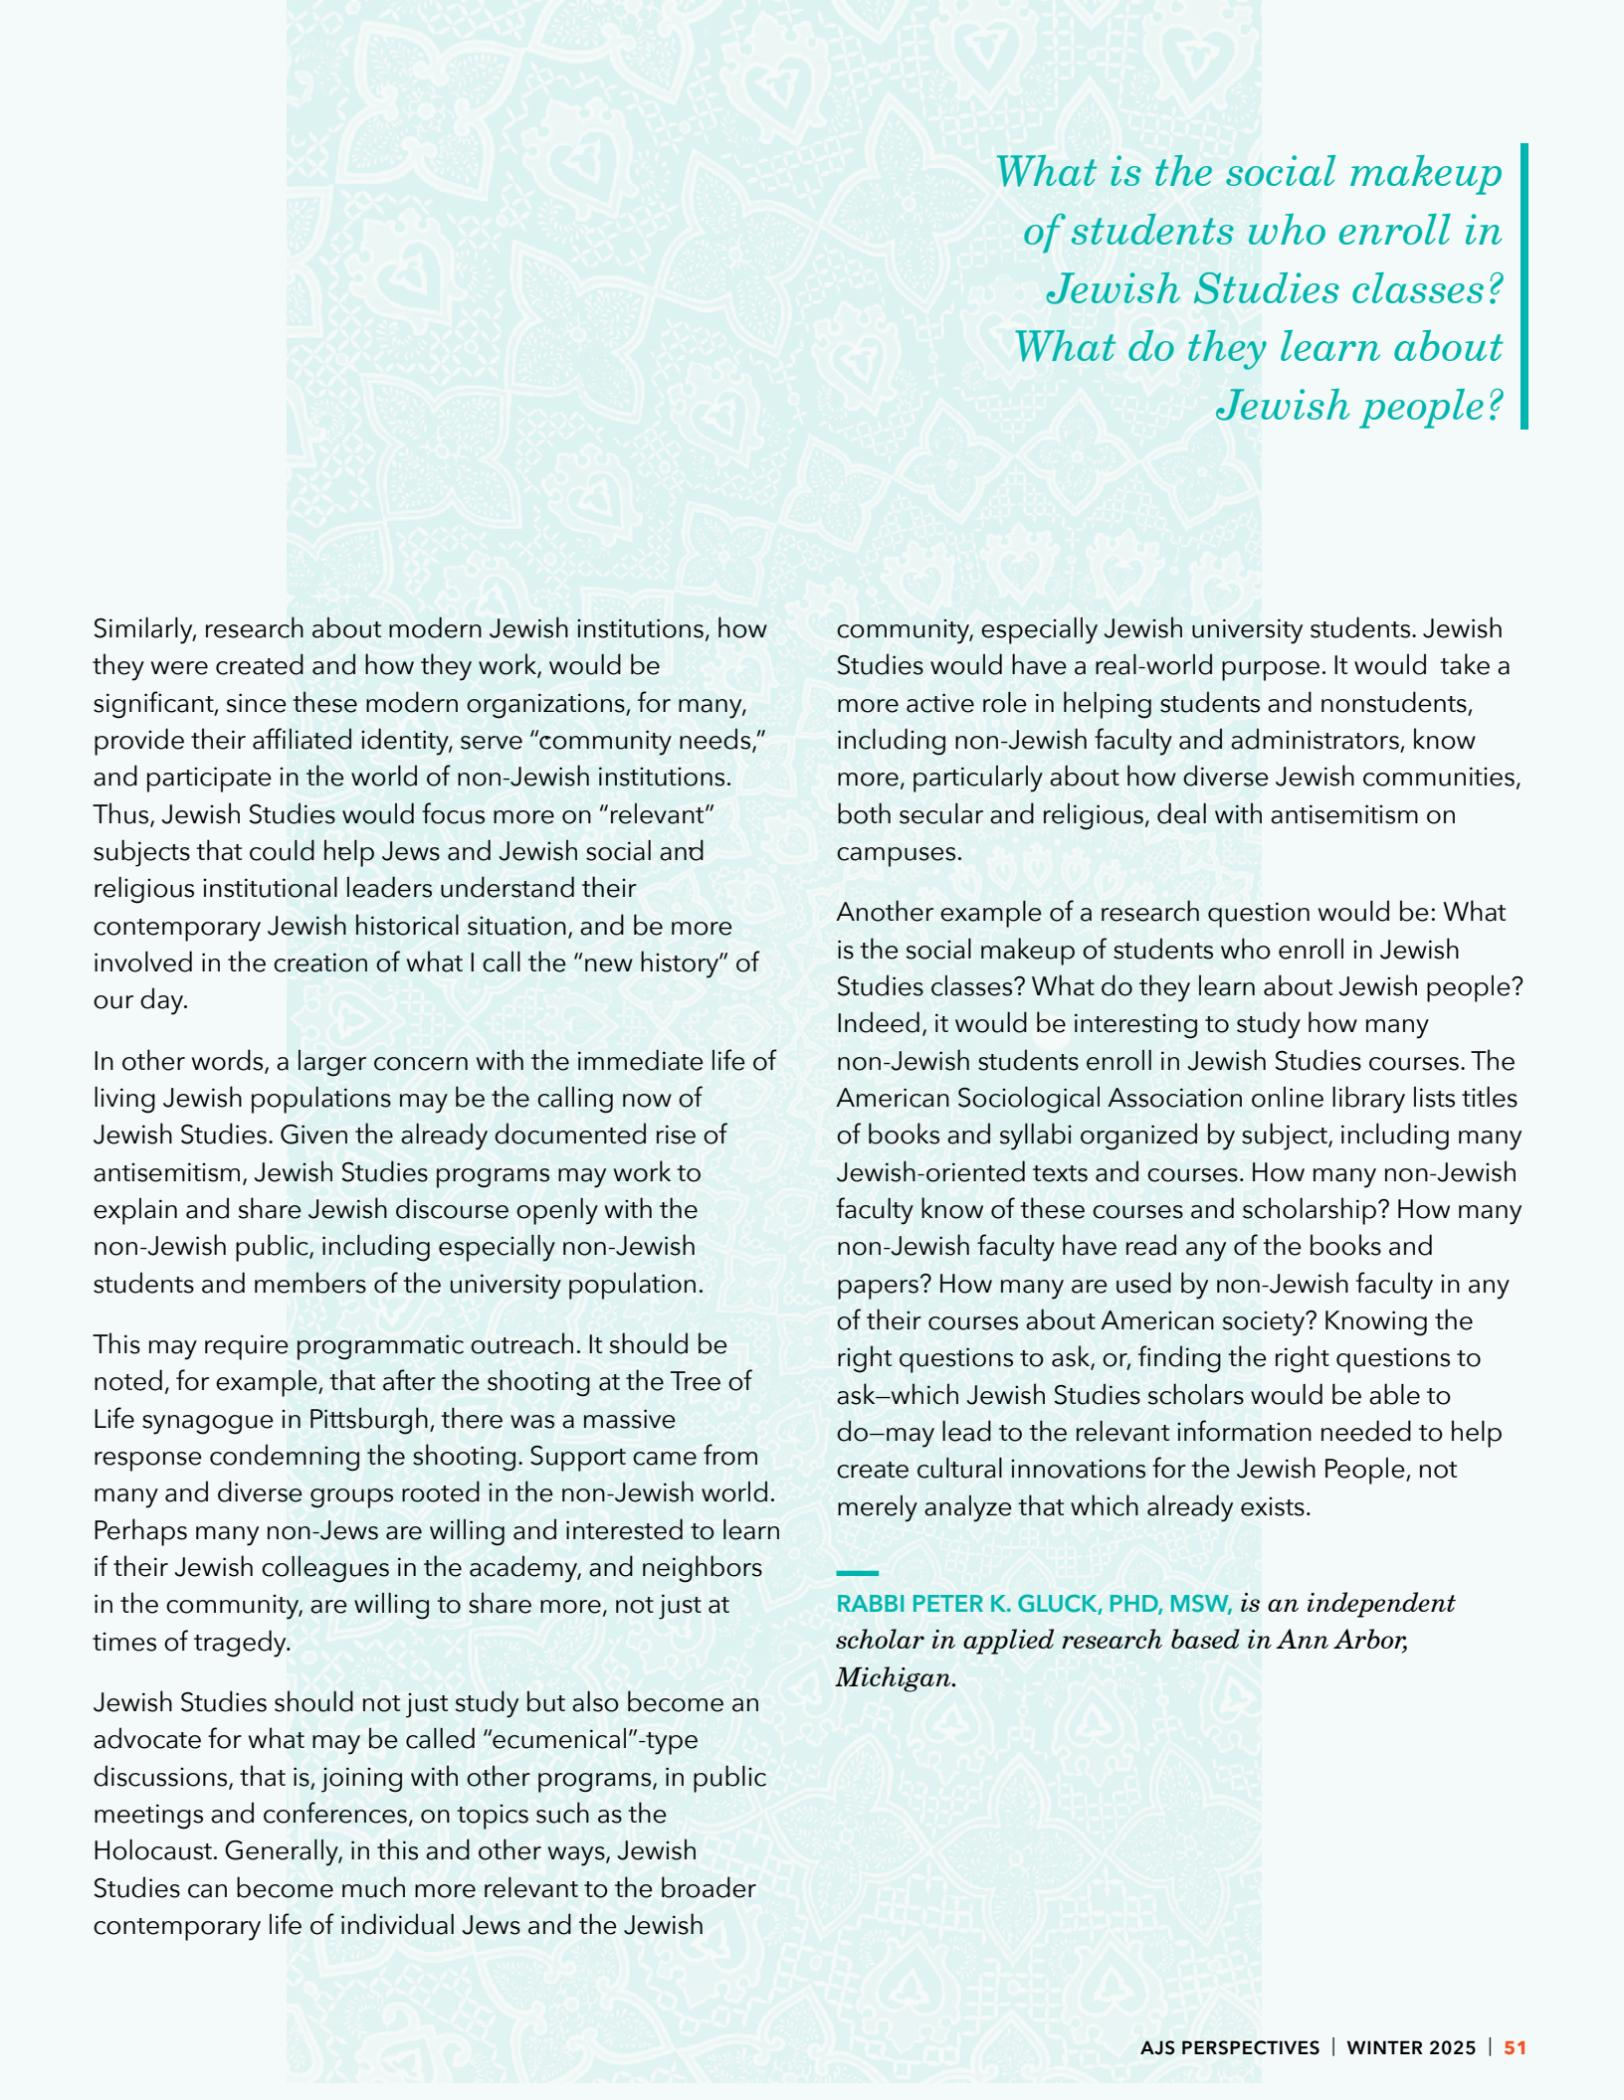 What is the social makeup
of students who enroll in
Jewish Studies classes?
What do they learn about
Jewish people?
Similarly, research about modern Jewish institutions, how
they were created and how they work, would be
significant, since these modern organizations, for many,
provide their affiliated identity, serve “community needs,”
and participate in the world of non-Jewish institutions.
Thus, Jewish Studies would focus more on “relevant”
subjects that could help Jews and Jewish social and
religious institutional leaders understand their
contemporary Jewish historical situation, and be more
involved in the creation of what I call the “new history” of
our day.
In other words, a larger concern with the immediate life of
living Jewish populations may be the calling now of
Jewish Studies. Given the already documented rise of
antisemitism, Jewish Studies programs may work to
explain and share Jewish discourse openly with the
non-Jewish public, including especially non-Jewish
students and members of the university population.
This may require programmatic outreach. It should be
noted, for example, that after the shooting at the Tree of
Life synagogue in Pittsburgh, there was a massive
response condemning the shooting. Support came from
many and diverse groups rooted in the non-Jewish world.
Perhaps many non-Jews are willing and interested to learn
if their Jewish colleagues in the academy, and neighbors
in the community, are willing to share more, not just at
times of tragedy.
Jewish Studies should not just study but also become an
advocate for what may be called “ecumenical”-type
discussions, that is, joining with other programs, in public
meetings and conferences, on topics such as the
Holocaust. Generally, in this and other ways, Jewish
Studies can become much more relevant to the broader
contemporary life of individual Jews and the Jewish
community, especially Jewish university students. Jewish
Studies would have a real-world purpose. It would take a
more active role in helping students and nonstudents,
including non-Jewish faculty and administrators, know
more, particularly about how diverse Jewish communities,
both secular and religious, deal with antisemitism on
campuses.
Another example of a research question would be: What
is the social makeup of students who enroll in Jewish
Studies classes? What do they learn about Jewish people?
Indeed, it would be interesting to study how many
non-Jewish students enroll in Jewish Studies courses. The
American Sociological Association online library lists titles
of books and syllabi organized by subject, including many
Jewish-oriented texts and courses. How many non-Jewish
faculty know of these courses and scholarship? How many
non-Jewish faculty have read any of the books and
papers? How many are used by non-Jewish faculty in any
of their courses about American society? Knowing the
right questions to ask, or, finding the right questions to
ask—which Jewish Studies scholars would be able to
do—may lead to the relevant information needed to help
create cultural innovations for the Jewish People, not
merely analyze that which already exists.
RABBI PETER K. GLUCK, PHD, MSW, is an independent
scholar in applied research based in Ann Arbor,
Michigan.
AJS PERSPECTIVES | WINTER 2025 | 51